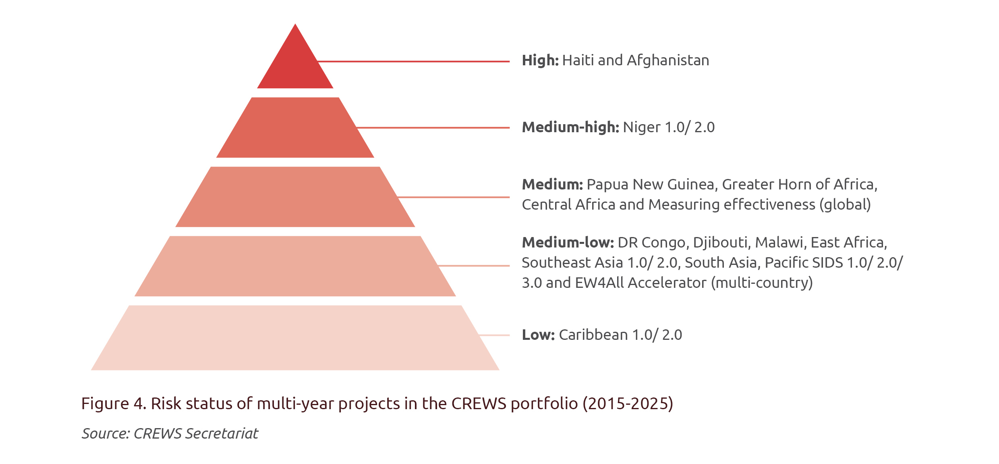 High: Haiti and Afghanistan
Medium-high: Niger 1.0/ 2.0
Medium: Papua New Guinea, Greater Horn of Africa,
Central Africa and Measuring effectiveness (global)
Medium-low: DR Congo, Djibouti, Malawi, East Africa,
Southeast Asia 1.0/ 2.0, South Asia, Pacific SIDS 1.0/ 2.0/
3.0 and EW4All Accelerator (multi-country)
Low: Caribbean 1.0/ 2.0
Figure 4. Risk status of multi-year projects in the CREWS portfolio (2015-2025)
Source: CREWS Secretariat